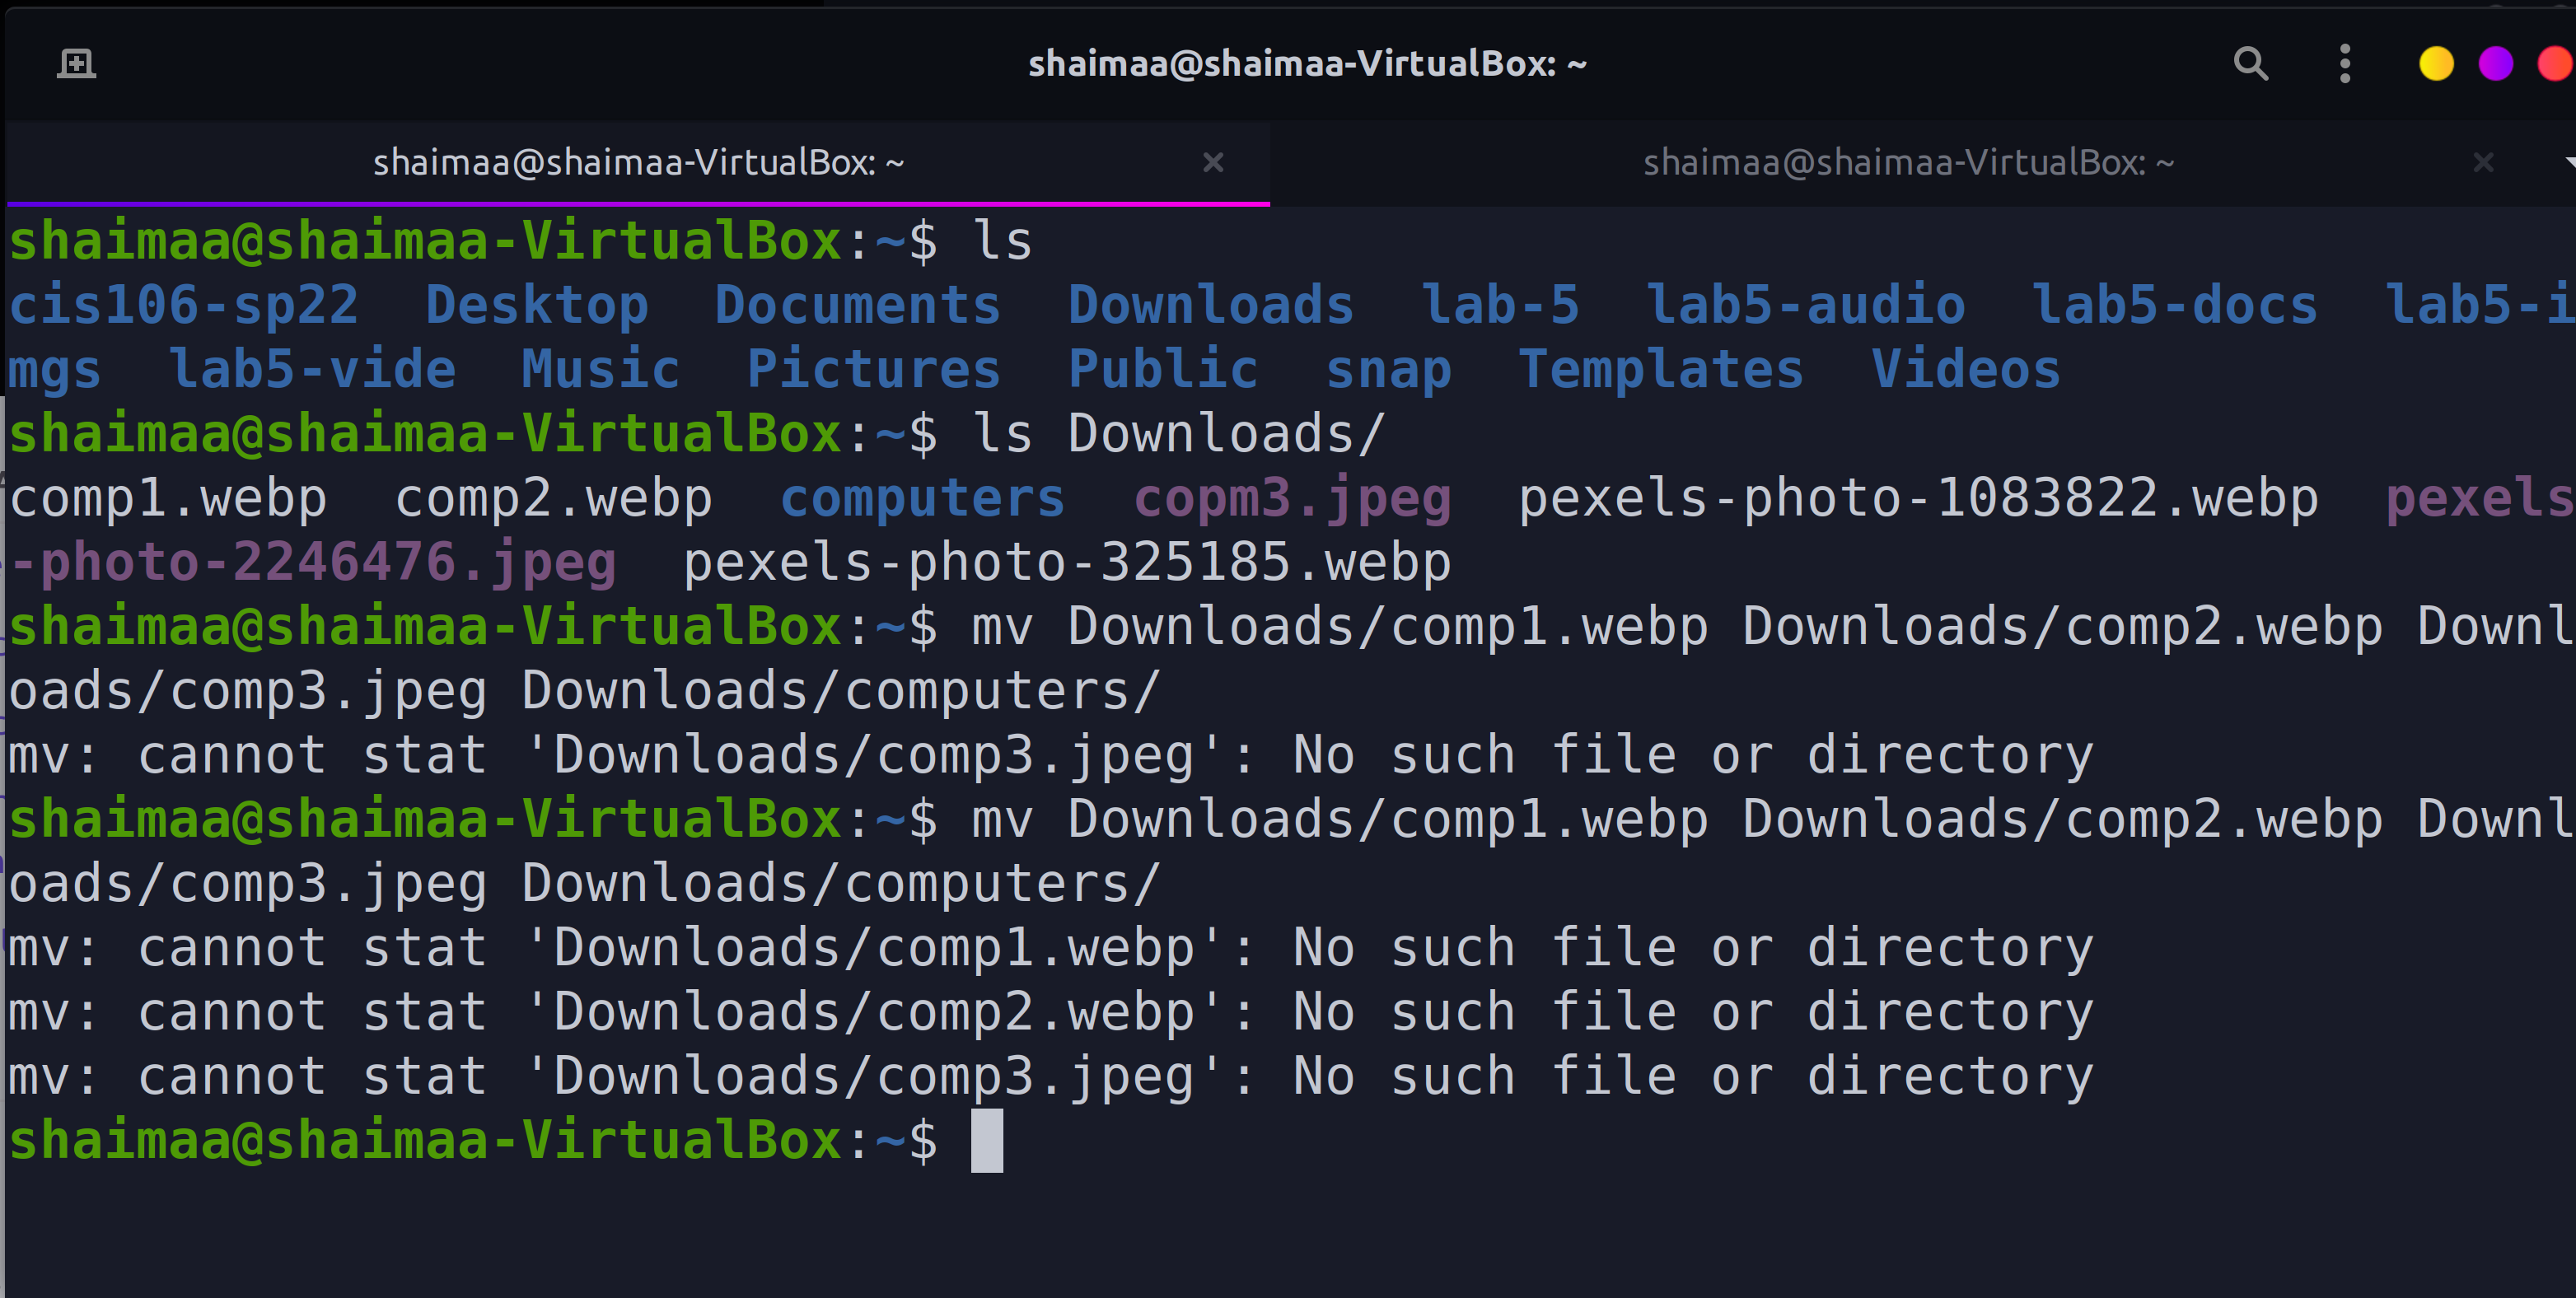 shaimaa@shaimaa-VirtualBox: ~
shaimaa@shaimaa-VirtualBox: ~
shaimaa@shaimaa-VirtualBox: ~
shaimaa@shaimaa-VirtualBox:~$ ls
cis106-sp22  Desktop  Documents  Downloads  lab-5  lab5-audio  lab5-docs  lab5-i
mgs  lab5-vide  Music  Pictures  Public  snap  Templates  Videos
shaimaa@shaimaa-VirtualBox:~$ ls Downloads/
comp1.webp  comp2.webp  computers  copm3.jpeg  pexels-photo-1083822.webp  pexels
-photo-2246476.jpeg  pexels-photo-325185.webp
shaimaa@shaimaa-VirtualBox:~$ mv Downloads/comp1.webp Downloads/comp2.webp Downl
oads/comp3.jpeg Downloads/computers/
mv: cannot stat 'Downloads/comp3.jpeg': No such file or directory
shaimaa@shaimaa-VirtualBox:~$ mv Downloads/comp1.webp Downloads/comp2.webp Downl
oads/comp3.jpeg Downloads/computers/
mv: cannot stat 'Downloads/comp1.webp': No such file or directory
mv: cannot stat 'Downloads/comp2.webp': No such file or directory
mv: cannot stat 'Downloads/comp3.jpeg': No such file or directory
shaimaa@shaimaa-VirtualBox:~$